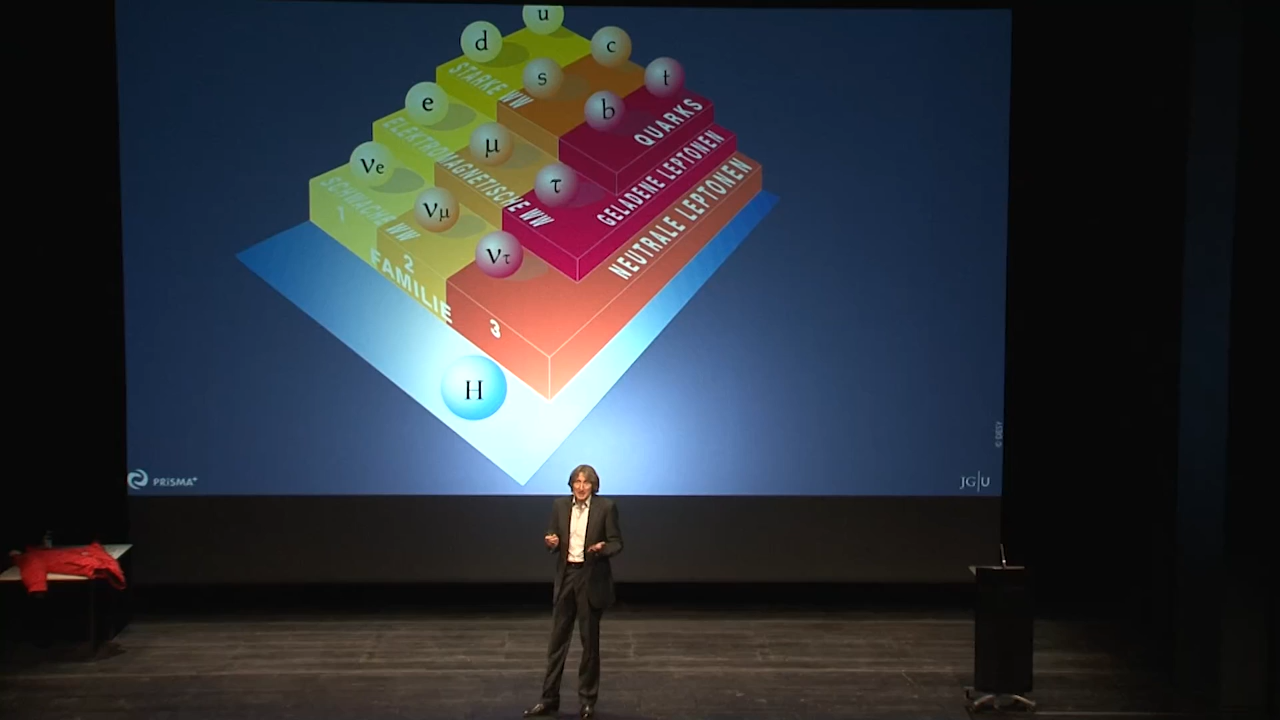 u
d
c
s
t
STARKE WW
e
b
QUARKS
ELEKTROMAGNETISCHE WW
μ
GELADENE LEPTONEN
νe
τ
NEUTRALE LEPTONEN
SCHWACHE WW
νμ
1
ντ
2
FAMILIE
3
H
© DESY
PRiSMA+
JG|U